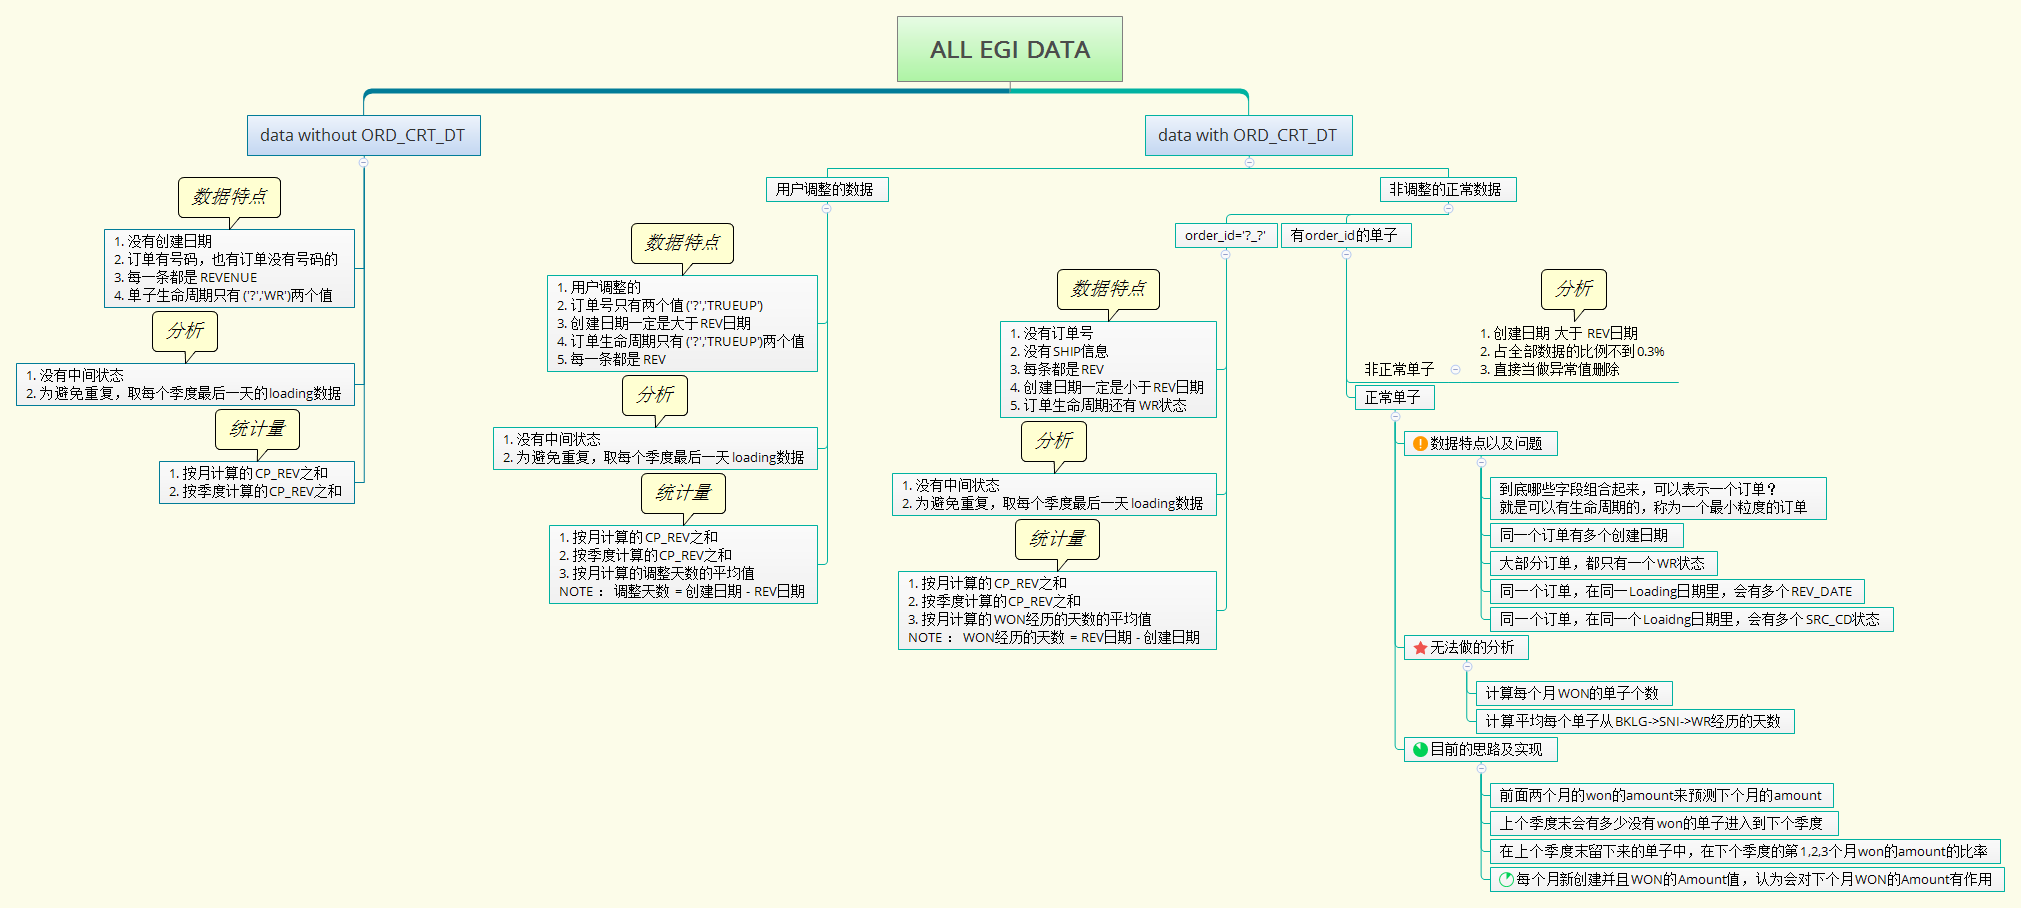 ALL EGI DATA
data without ORD_CRT_DT
数据特点
1. 没有创建日期
2. 订单有号码，也有订单没有号码的
3. 每一条都是 REVENUE
4. 单子生命周期只有 ('?','WR')两个值
分析
1. 没有中间状态
2. 为避免重复，取每个季度最后一天的loading数据
统计量
1. 按月计算的 CP_REV之和
2. 按季度计算的CP_REV之和
data with ORD_CRT_DT
用户调整的数据
数据特点
1. 用户调整的
2. 订单号只有两个值 ('?','TRUEUP')
3. 创建日期一定是大于 REV日期
4. 订单生命周期只有 ('?','TRUEUP')两个值
5. 每一条都是 REV
分析
1. 没有中间状态
2. 为避免重复，取每个季度最后一天 loading数据
统计量
1. 按月计算的 CP_REV之和
2. 按季度计算的CP_REV之和
3. 按月计算的调整天数的平均值
NOTE ： 调整天数 = 创建日期 - REV日期
非调整的正常数据
order_id='?_?'
数据特点
1. 没有订单号
2. 没有 SHIP信息
3. 每条都是 REV
4. 创建日期一定是小于 REV日期
5. 订单生命周期还有 WR状态
分析
1. 没有中间状态
2. 为避免重复，取每个季度最后一天 loading数据
统计量
1. 按月计算的 CP_REV之和
2. 按季度计算的CP_REV之和
3. 按月计算的 WON经历的天数的平均值
NOTE ： WON经历的天数 = REV日期 - 创建日期
有order_id的单子
非正常单子
分析
1. 创建日期 大于 REV日期
2. 占全部数据的比例不到 0.3%
3. 直接当做异常值删除
正常单子
数据特点以及问题
到底哪些字段组合起来，可以表示一个订单？
就是可以有生命周期的，称为一个最小粒度的订单
同一个订单有多个创建日期
大部分订单，都只有一个 WR状态
同一个订单，在同一 Loading日期里，会有多个 REV_DATE
同一个订单，在同一个 Loaidng日期里，会有多个 SRC_CD状态
无法做的分析
计算每个月 WON的单子个数
计算平均每个单子从 BKLG->SNI->WR经历的天数
目前的思路及实现
前面两个月的won的amount来预测下个月的amount
上个季度末会有多少没有won的单子进入到下个季度
在上个季度末留下来的单子中，在下个季度的第 1,2,3个月won的amount的比率
每个月新创建并且 WON的Amount值，认为会对下个月WON的Amount有作用